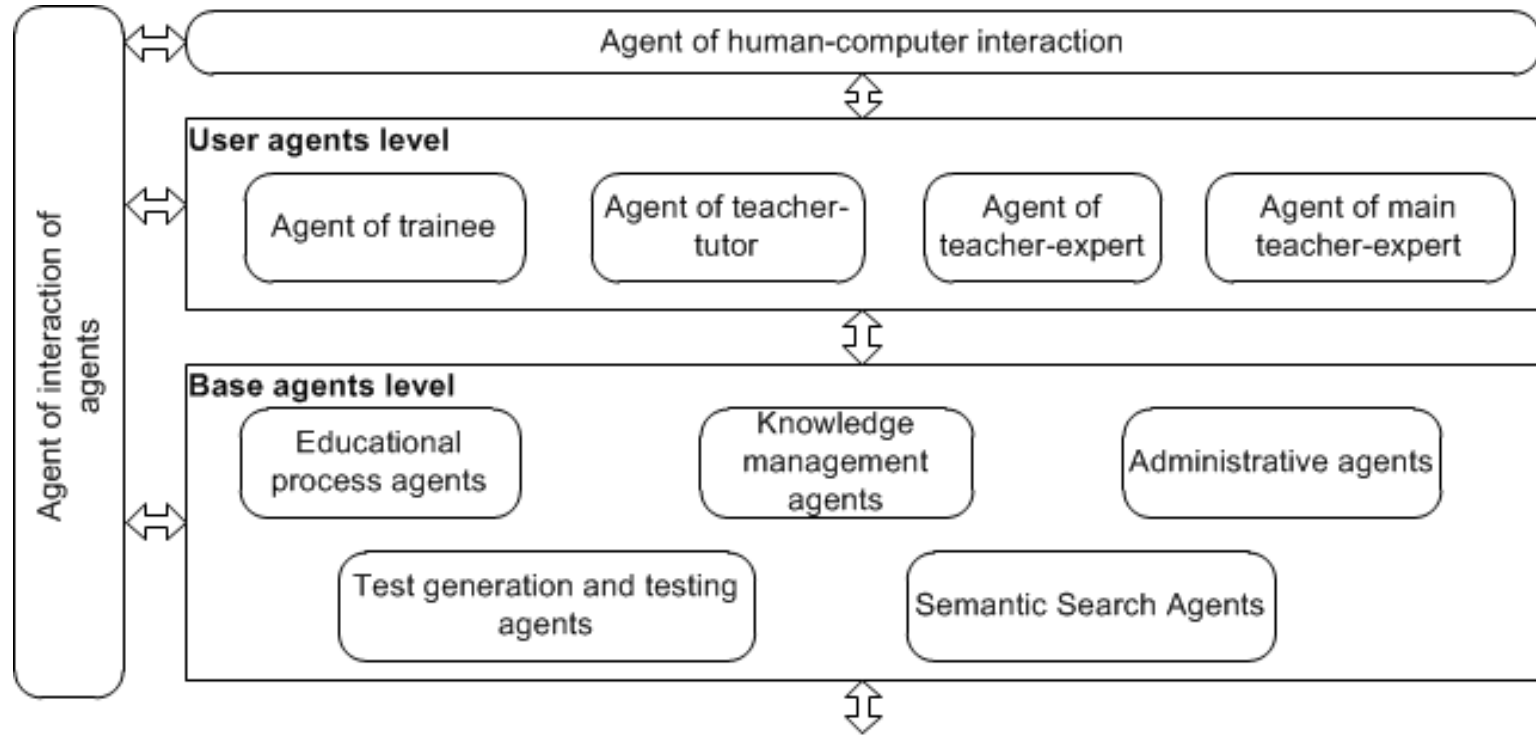 Agent of human-computer interaction
Agent of interaction of
agents
User agents level
Agent of trainee
Agent of teacher-
tutor
Agent of
teacher-expert
Agent of main
teacher-expert
Base agents level
Educational
process agents
Knowledge
management
agents
Administrative agents
Test generation and testing
agents
Semantic Search Agents